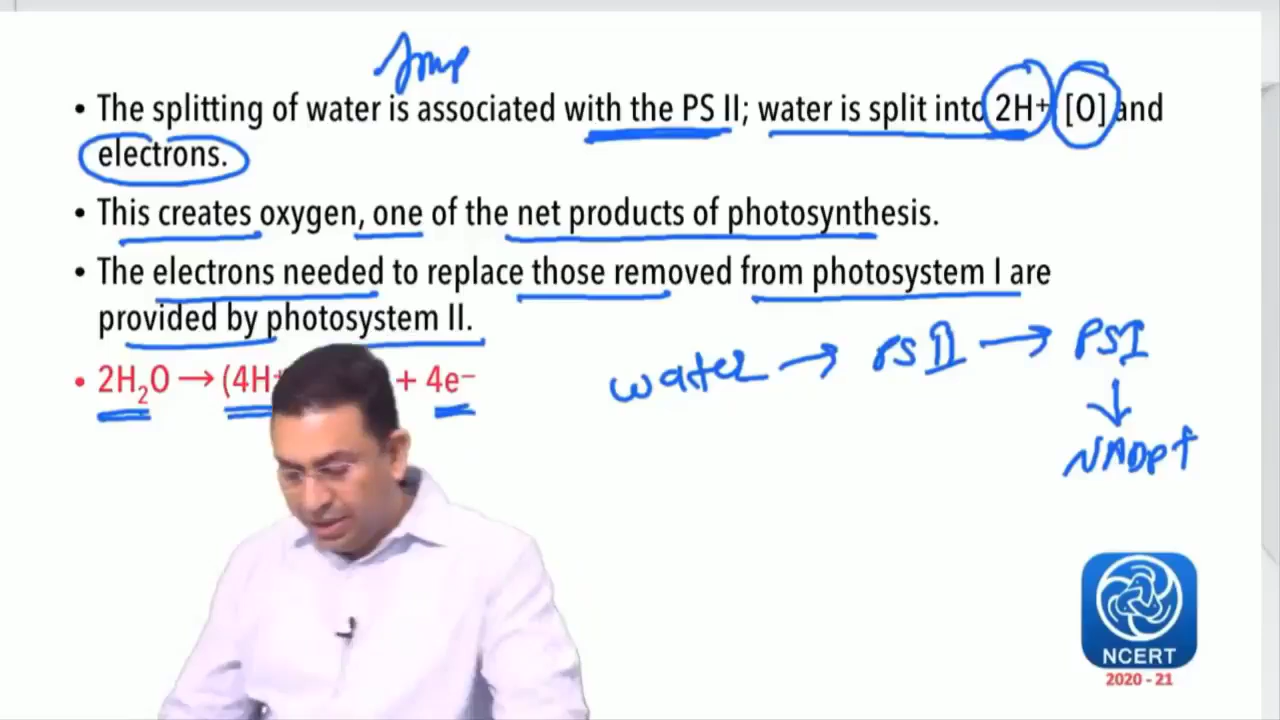 Imp
• The splitting of water is associated with the PS II; water is split into 2H+ [O] and
electrons.
• This creates oxygen, one of the net products of photosynthesis.
• The electrons needed to replace those removed from photosystem I are
provided by photosystem II.
water → PS II → PSI
↓
NADP+
• 2H₂O → (4H+ + 4e⁻
NCERT
2020 - 21